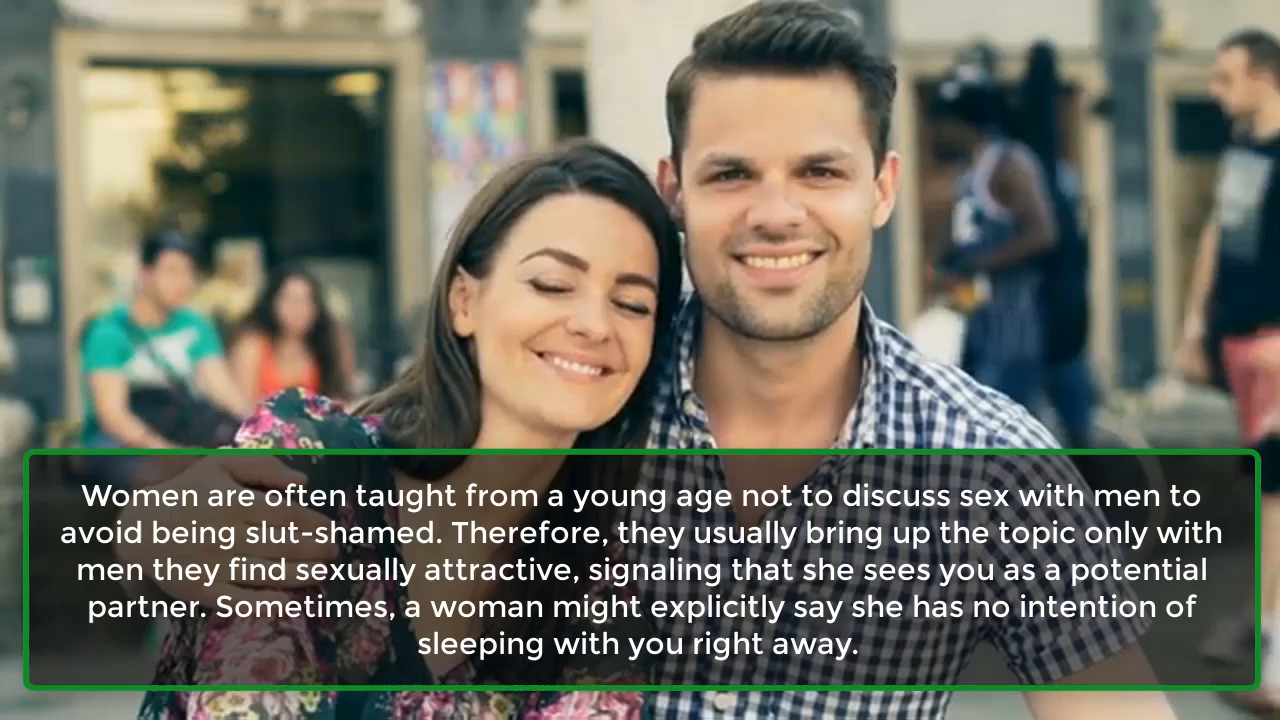 Women are often taught from a young age not to discuss sex with men to
avoid being slut-shamed. Therefore, they usually bring up the topic only with
men they find sexually attractive, signaling that she sees you as a potential
partner. Sometimes, a woman might explicitly say she has no intention of
sleeping with you right away.